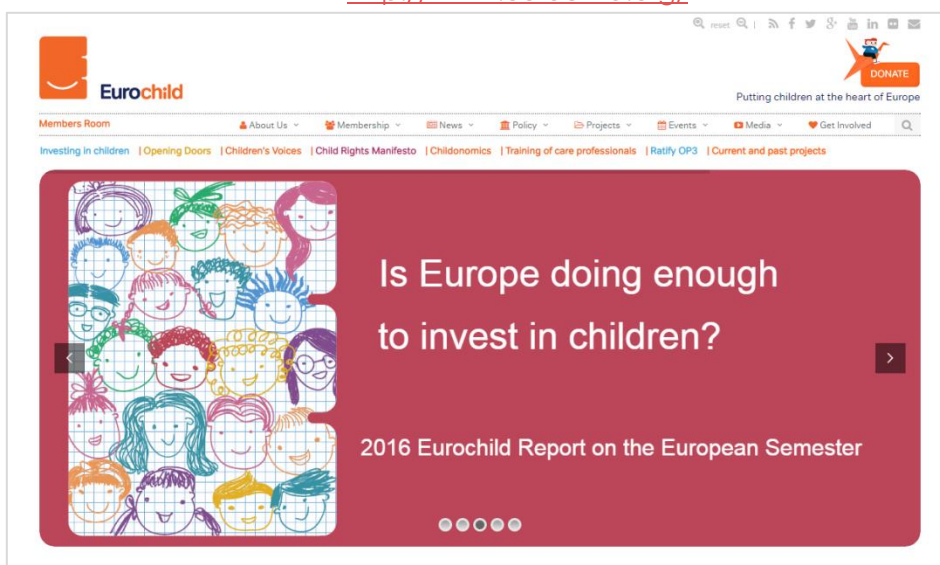 reset
DONATE
Eurochild
Putting children at the heart of Europe
Members Room About Us Membership News Policy Projects Events Media Get Involved
Investing in children | Opening Doors | Children's Voices | Child Rights Manifesto | Childonomics | Training of care professionals | Ratify OP3 | Current and past projects
Is Europe doing enough
to invest in children?
2016 Eurochild Report on the European Semester